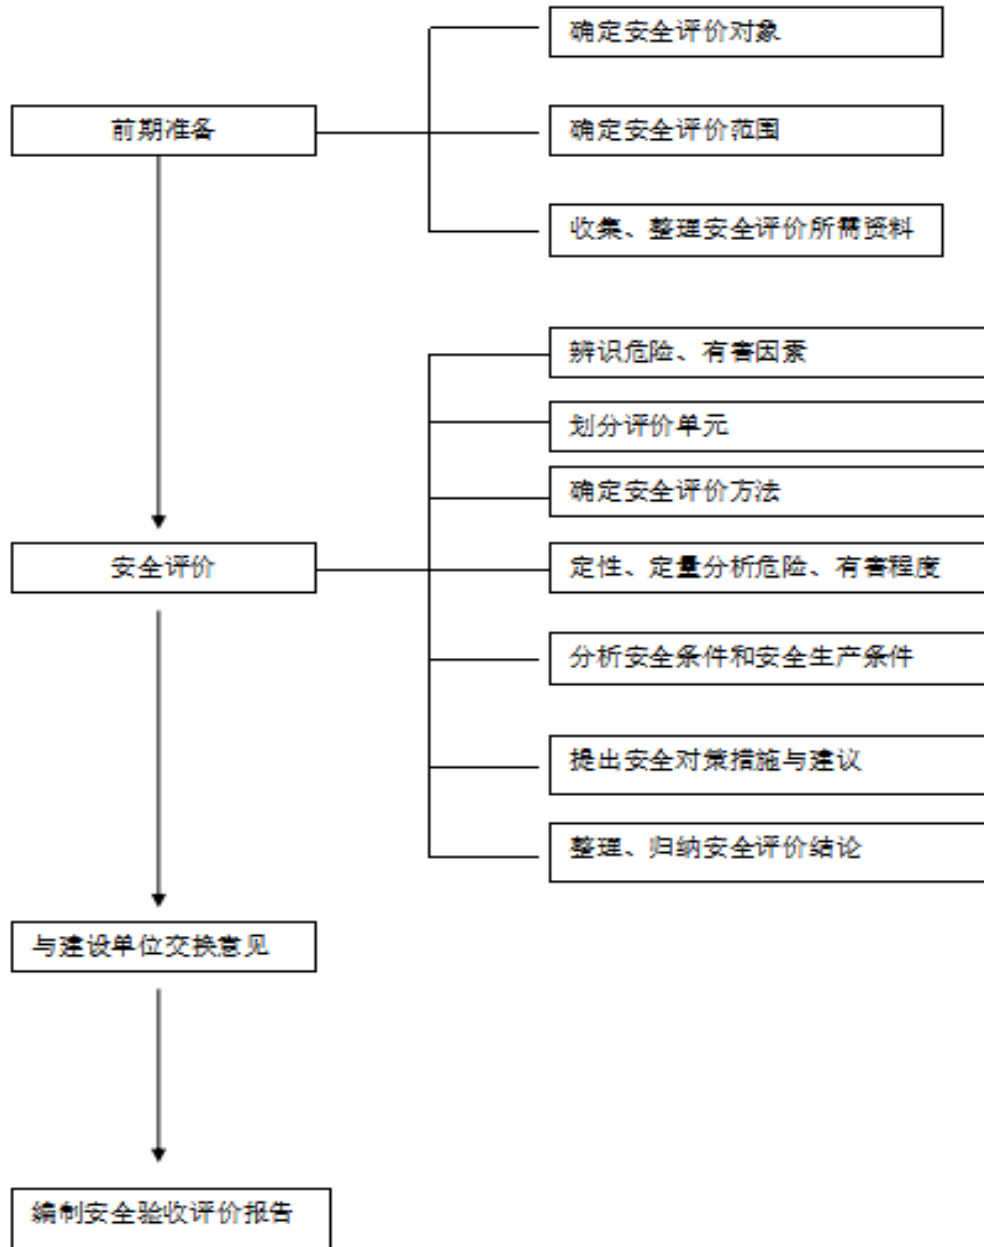 确定安全评价对象
前期准备
确定安全评价范围
收集、整理安全评价所需资料
辨识危险、有害因素
划分评价单元
确定安全评价方法
安全评价
定性、定量分析危险、有害程度
分析安全条件和安全生产条件
提出安全对策措施与建议
整理、归纳安全评价结论
与建设单位交换意见
编制安全验收评价报告